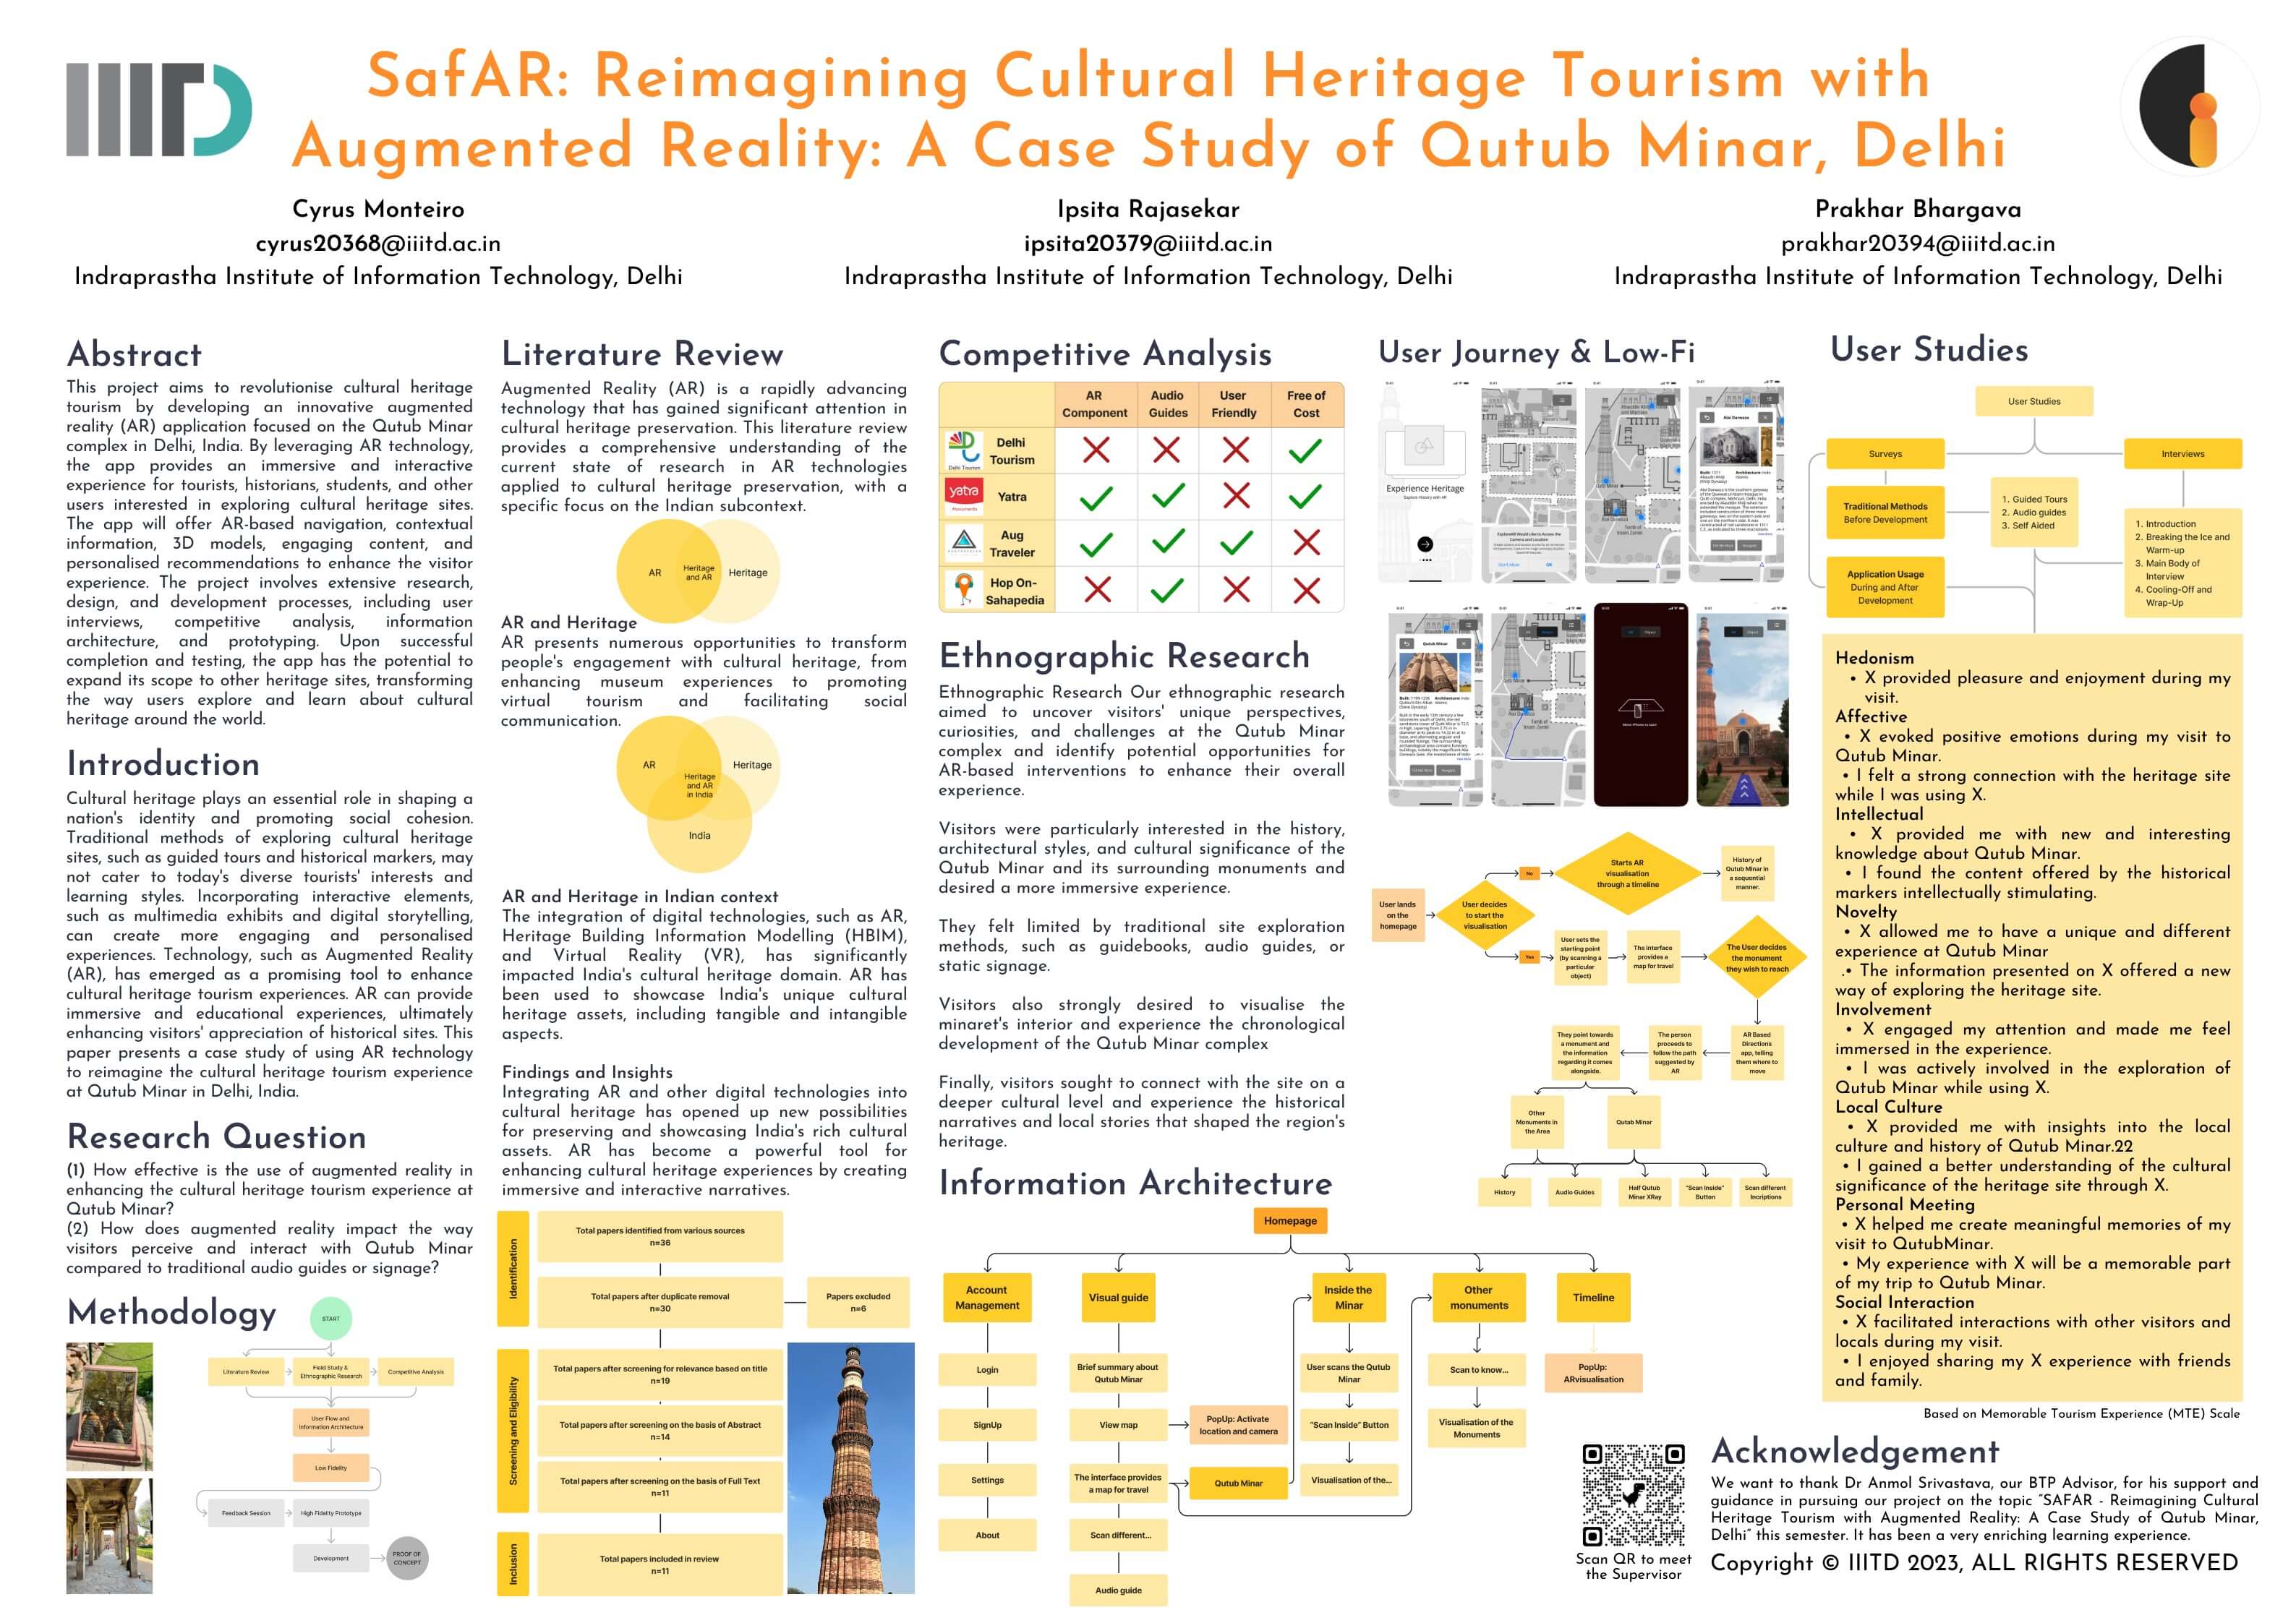 SafAR: Reimagining Cultural Heritage Tourism with
Augmented Reality: A Case Study of Qutub Minar, Delhi
Cyrus Monteiro
cyrus20368@iiitd.ac.in
Indraprastha Institute of Information Technology, Delhi
Ipsita Rajasekar
ipsita20379@iiitd.ac.in
Indraprastha Institute of Information Technology, Delhi
Prakhar Bhargava
prakhar20394@iiitd.ac.in
Indraprastha Institute of Information Technology, Delhi
Abstract
This project aims to revolutionise cultural heritage
tourism by developing an innovative augmented
reality (AR) application focused on the Qutub Minar
complex in Delhi, India. By leveraging AR technology,
the app provides an immersive and interactive
experience for tourists, historians, students, and other
users interested in exploring cultural heritage sites.
The app will offer AR-based navigation, contextual
information, 3D models, engaging content, and
personalised recommendations to enhance the visitor
experience. The project involves extensive research,
design, and development processes, including user
interviews, competitive analysis, information
architecture, and prototyping. Upon successful
completion and testing, the app has the potential to
expand its scope to other heritage sites, transforming
the way users explore and learn about cultural
heritage around the world.
Introduction
Cultural heritage plays an essential role in shaping a
nation's identity and promoting social cohesion.
Traditional methods of exploring cultural heritage
sites, such as guided tours and historical markers, may
not cater to today's diverse tourists' interests and
learning styles. Incorporating interactive elements,
such as multimedia exhibits and digital storytelling,
can create more engaging and personalised
experiences. Technology, such as Augmented Reality
(AR), has emerged as a promising tool to enhance
cultural heritage tourism experiences. AR can provide
immersive and educational experiences, ultimately
enhancing visitors' appreciation of historical sites. This
paper presents a case study of using AR technology
to reimagine the cultural heritage tourism experience
at Qutub Minar in Delhi, India.
Research Question
(1) How effective is the use of augmented reality in
enhancing the cultural heritage tourism experience at
Qutub Minar?
(2) How does augmented reality impact the way
visitors perceive and interact with Qutub Minar
compared to traditional audio guides or signage?
Methodology
START
Literature Review
Field Study &
Ethnographic Research
Competitive Analysis
User Flow and
Information Architecture
Low Fidelity
Feedback Session
High Fidelity Prototype
Development
PROOF OF
CONCEPT
Literature Review
Augmented Reality (AR) is a rapidly advancing
technology that has gained significant attention in
cultural heritage preservation. This literature review
provides a comprehensive understanding of the
current state of research in AR technologies
applied to cultural heritage preservation, with a
specific focus on the Indian subcontext.
AR
Heritage
and AR
Heritage
AR and Heritage
AR presents numerous opportunities to transform
people's engagement with cultural heritage, from
enhancing museum experiences to promoting
virtual tourism and facilitating social
communication.
AR
Heritage
Heritage
and AR
in India
India
AR and Heritage in Indian context
The integration of digital technologies, such as AR,
Heritage Building Information Modelling (HBIM),
and Virtual Reality (VR), has significantly
impacted India's cultural heritage domain. AR has
been used to showcase India's unique cultural
heritage assets, including tangible and intangible
aspects.
Findings and Insights
Integrating AR and other digital technologies into
cultural heritage has opened up new possibilities
for preserving and showcasing India's rich cultural
assets. AR has become a powerful tool for
enhancing cultural heritage experiences by creating
immersive and interactive narratives.
Identification
Total papers identified from various sources
n=36
Total papers after duplicate removal
n=30
Papers excluded
n=6
Screening and Eligibility
Total papers after screening for relevance based on title
n=19
Total papers after screening on the basis of Abstract
n=14
Total papers after screening on the basis of Full Text
n=11
Inclusion
Total papers included in review
n=11
Competitive Analysis
AR
Component
Audio
Guides
User
Friendly
Free of
Cost
Delhi Tourism
Delhi
Tourism
yatra
Monuments
Yatra
Aug
Traveler
Hop On-
Sahapedia
Ethnographic Research
Ethnographic Research Our ethnographic research
aimed to uncover visitors' unique perspectives,
curiosities, and challenges at the Qutub Minar
complex and identify potential opportunities for
AR-based interventions to enhance their overall
experience.
Visitors were particularly interested in the history,
architectural styles, and cultural significance of the
Qutub Minar and its surrounding monuments and
desired a more immersive experience.
They felt limited by traditional site exploration
methods, such as guidebooks, audio guides, or
static signage.
Visitors also strongly desired to visualise the
minaret's interior and experience the chronological
development of the Qutub Minar complex
Finally, visitors sought to connect with the site on a
deeper cultural level and experience the historical
narratives and local stories that shaped the region's
heritage.
Information Architecture
Homepage
Account
Management
Visual guide
Inside the
Minar
Other
monuments
Timeline
Login
Brief summary about
Qutub Minar
User scans the Qutub
Minar
Scan to know...
PopUp:
ARvisualisation
SignUp
View map
PopUp: Activate
location and camera
"Scan Inside" Button
Visualisation of the
Monuments
Settings
The interface provides
a map for travel
Qutub Minar
Visualisation of the...
About
Scan different...
Audio guide
User Journey & Low-Fi
Experience Heritage
Explore history with AR
Alai Darwaza
Qutub Minar
User lands
on the
homepage
User decides
to start the
visualisation
No
Starts AR
visualisation
through a timeline
History of
Qutub Minar in
a sequential
manner.
Yes
User sets the
starting point
(by scanning a
particular
object)
The interface
provides a
map for travel
The User decides
the monument
they wish to reach
They point towards
a monument and
the information
regarding it comes
alongside.
The person
proceeds to
follow the path
suggested by
AR
AR Based
Directions
app, telling
them where to
move
Other
Monuments in
the Area
Qutab Minar
History
Audio Guides
Half Qutub
Minar XRay
"Scan Inside"
Button
Scan different
Incriptions
User Studies
User Studies
Surveys
Interviews
Traditional Methods
Before Development
1. Guided Tours
2. Audio guides
3. Self Aided
Application Usage
During and After
Development
1. Introduction
2. Breaking the Ice and
Warm-up
3. Main Body of
Interview
4. Cooling-Off and
Wrap-Up
Hedonism
• X provided pleasure and enjoyment during my
visit.
Affective
• X evoked positive emotions during my visit to
Qutub Minar.
• I felt a strong connection with the heritage site
while I was using X.
Intellectual
• X provided me with new and interesting
knowledge about Qutub Minar.
• I found the content offered by the historical
markers intellectually stimulating.
Novelty
• X allowed me to have a unique and different
experience at Qutub Minar
.• The information presented on X offered a new
way of exploring the heritage site.
Involvement
• X engaged my attention and made me feel
immersed in the experience.
• I was actively involved in the exploration of
Qutub Minar while using X.
Local Culture
• X provided me with insights into the local
culture and history of Qutub Minar.22
• I gained a better understanding of the cultural
significance of the heritage site through X.
Personal Meeting
• X helped me create meaningful memories of my
visit to QutubMinar.
• My experience with X will be a memorable part
of my trip to Qutub Minar.
Social Interaction
• X facilitated interactions with other visitors and
locals during my visit.
• I enjoyed sharing my X experience with friends
and family.
Based on Memorable Tourism Experience (MTE) Scale
Scan QR to meet
the Supervisor
Acknowledgement
We want to thank Dr Anmol Srivastava, our BTP Advisor, for his support and
guidance in pursuing our project on the topic "SAFAR - Reimagining Cultural
Heritage Tourism with Augmented Reality: A Case Study of Qutub Minar,
Delhi" this semester. It has been a very enriching learning experience.
Copyright © IIITD 2023, ALL RIGHTS RESERVED